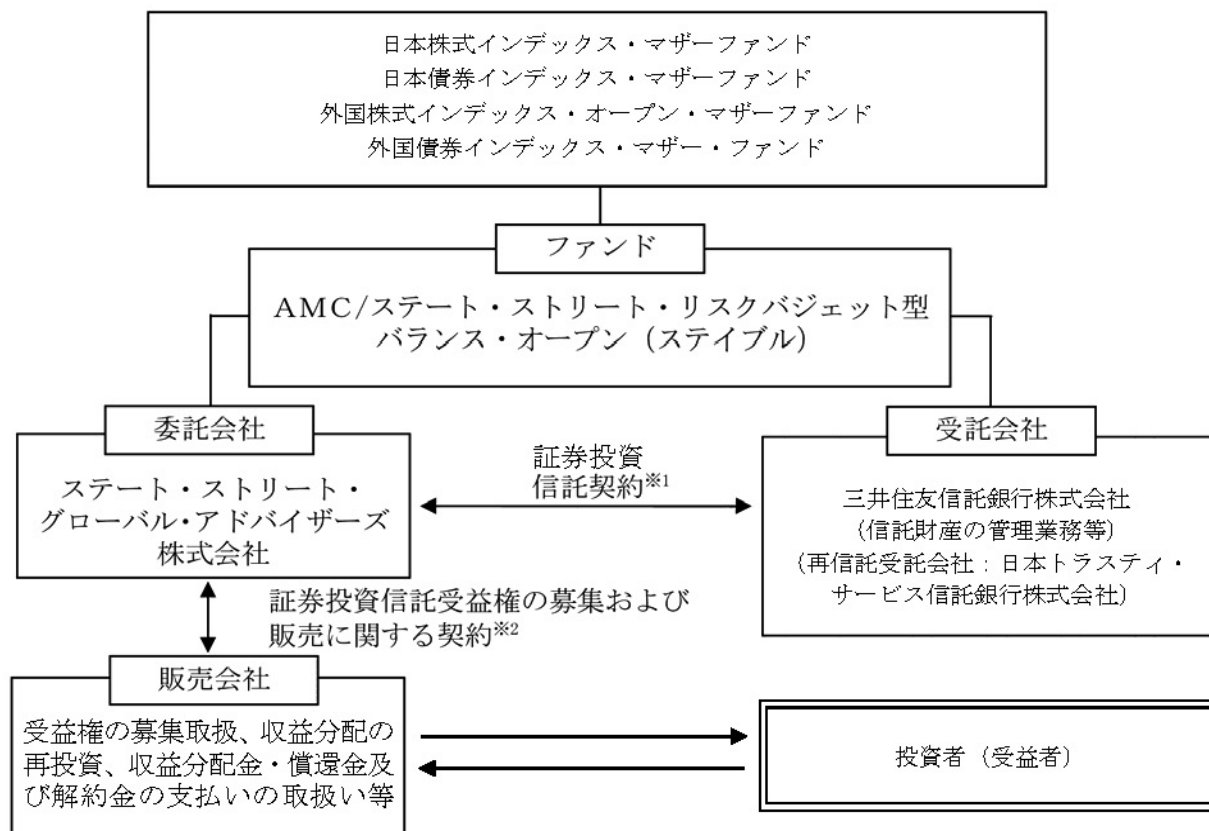 日本株式インデックス・マザーファンド
日本債券インデックス・マザーファンド
外国株式インデックス・オープン・マザーファンド
外国債券インデックス・マザー・ファンド
ファンド
AMC/ステート・ストリート・リスクバジェット型
バランス・オープン（ステイブル）
委託会社
ステート・ストリート・
グローバル・アドバイザーズ
株式会社
証券投資
信託契約※1
受託会社
三井住友信託銀行株式会社
(信託財産の管理業務等)
(再信託受託会社：日本トラスティ・
サービス信託銀行株式会社)
証券投資信託受益権の募集および
販売に関する契約※2
販売会社
受益権の募集取扱、収益分配の
再投資、収益分配金・償還金及
び解約金の支払いの取扱い等
投資者（受益者）